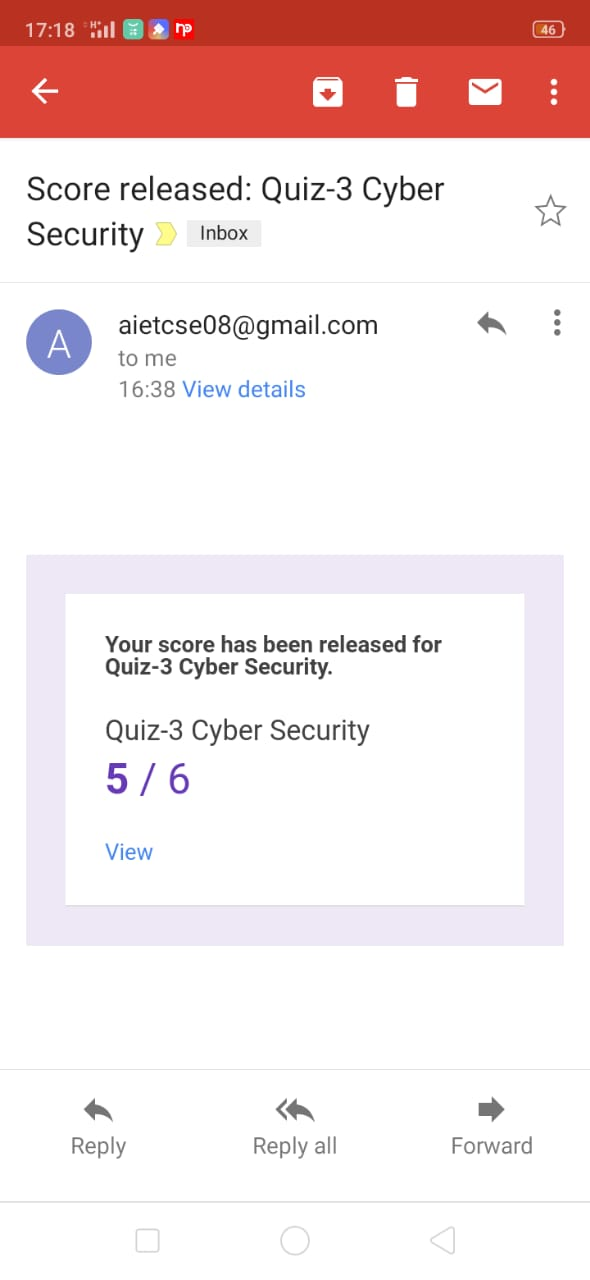 17:18 H+ np 46
Score released: Quiz-3 Cyber
Security Inbox
A
aietcse08@gmail.com
to me
16:38 View details
Your score has been released for
Quiz-3 Cyber Security.
Quiz-3 Cyber Security
5 / 6
View
Reply Reply all Forward